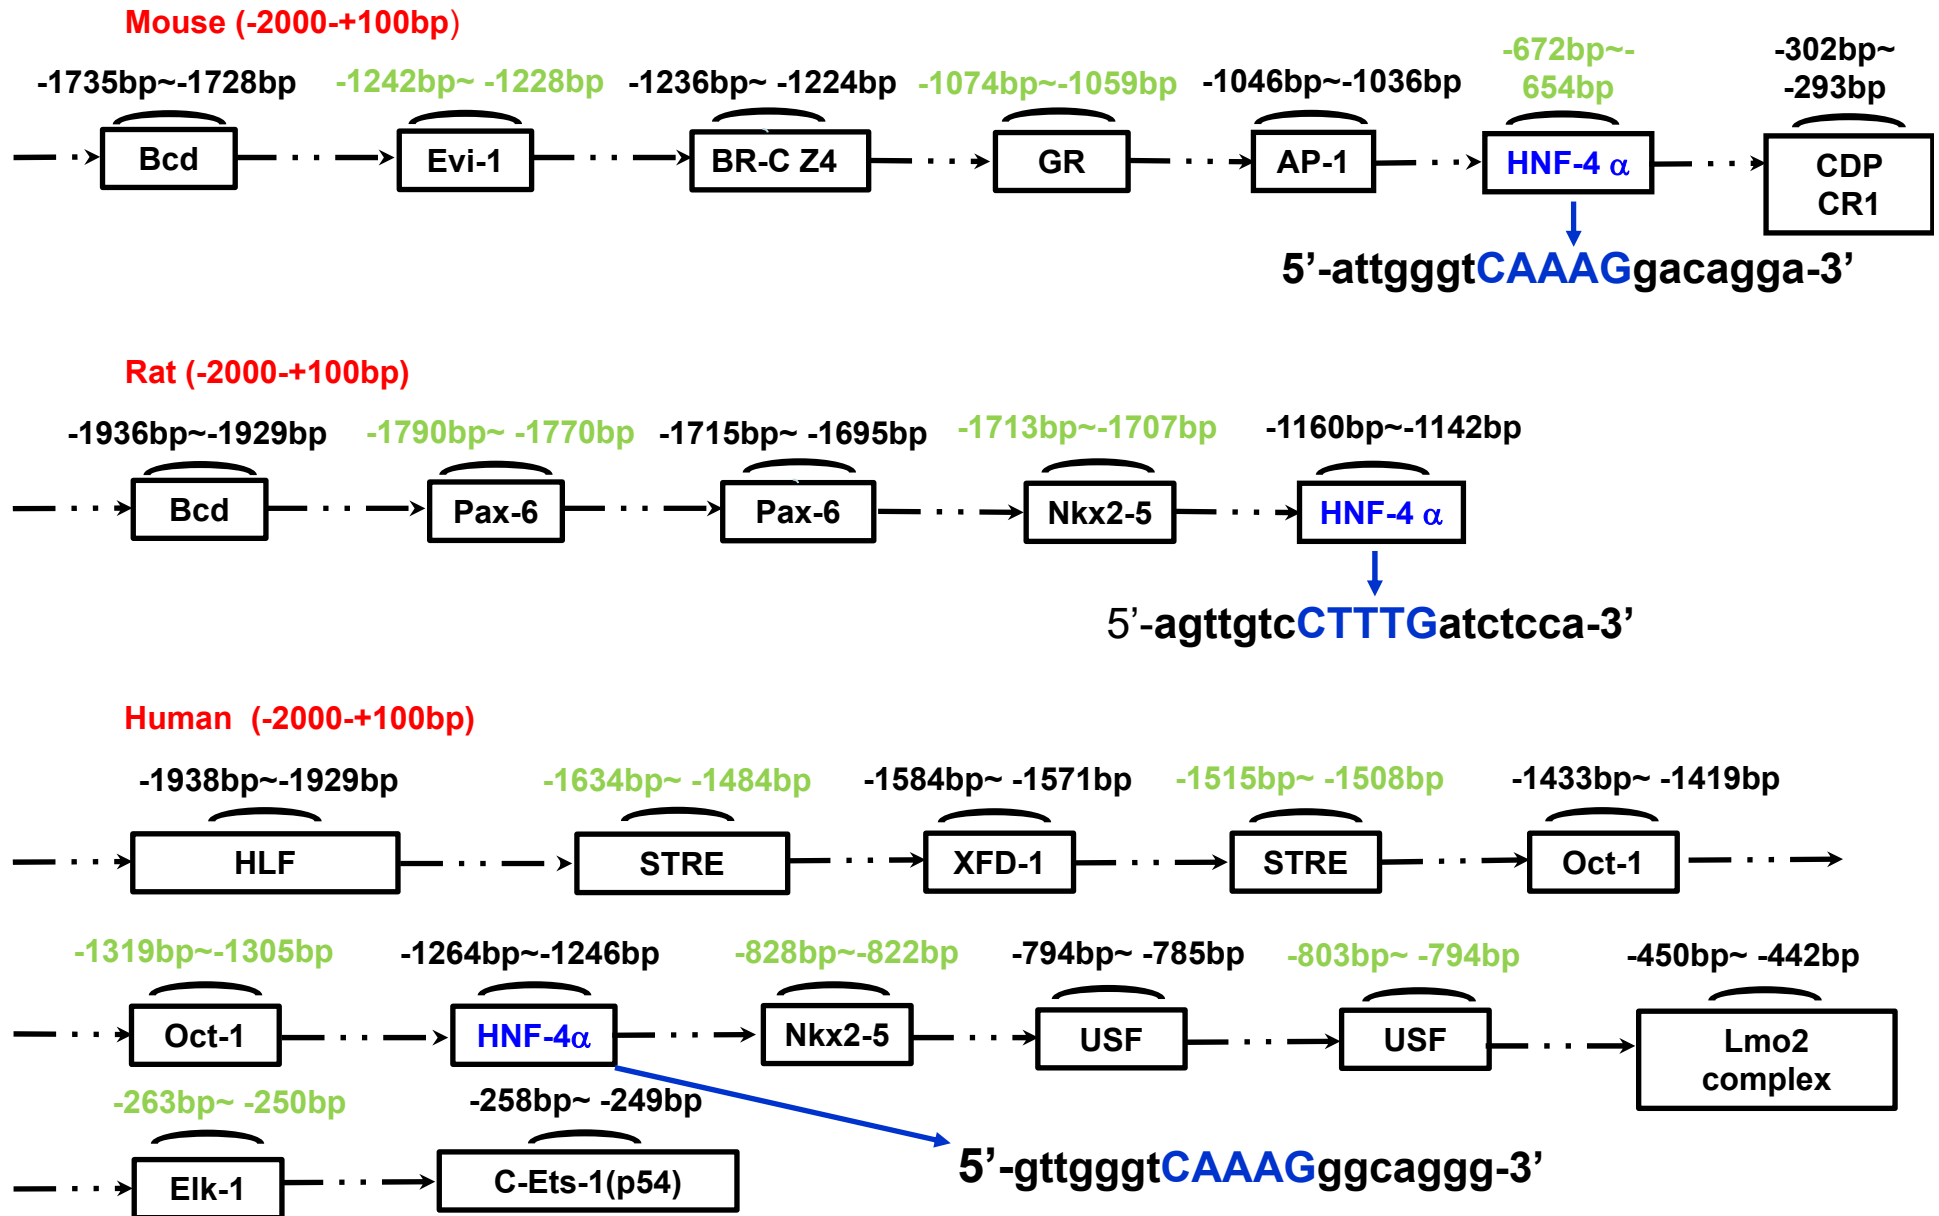 Mouse (-2000-+100bp)
-1735bp~-1728bp -1242bp~ -1228bp -1236bp~ -1224bp -1074bp~-1059bp -1046bp~-1036bp -672bp~-
654bp -302bp~
-293bp
Bcd Evi-1 BR-C Z4 GR AP-1 HNF-4 α CDP
CR1
5’-attgggtCAAAGgacagga-3’
Rat (-2000-+100bp)
-1936bp~-1929bp -1790bp~ -1770bp -1715bp~ -1695bp -1713bp~-1707bp -1160bp~-1142bp
Bcd Pax-6 Pax-6 Nkx2-5 HNF-4 α
5’-agttgtcCTTTGatctcca-3’
Human (-2000-+100bp)
-1938bp~-1929bp -1634bp~ -1484bp -1584bp~ -1571bp -1515bp~ -1508bp -1433bp~ -1419bp
HLF STRE XFD-1 STRE Oct-1
-1319bp~-1305bp -1264bp~-1246bp -828bp~-822bp -794bp~ -785bp -803bp~ -794bp -450bp~ -442bp
Oct-1 HNF-4α Nkx2-5 USF USF Lmo2
complex
-263bp~ -250bp -258bp~ -249bp
Elk-1 C-Ets-1(p54)
5’-gttgggtCAAAGggcaggg-3’